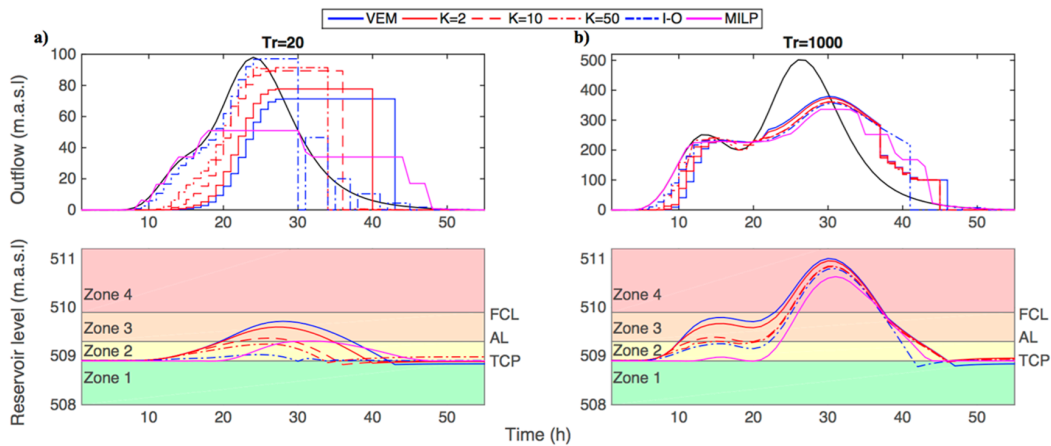 VEM K=2 K=10 K=50 I-O MILP
a) Tr=20
b) Tr=1000
Outflow (m.a.s.l)
100
80
60
40
20
0
10 20 30 40 50
500
400
300
200
100
0
10 20 30 40 50
Reservoir level (m.a.s.l)
511
510
509
508
Zone 4
Zone 3
Zone 2
Zone 1
FCL
AL
TCP
10 20 30 40 50
511
510
509
508
Zone 4
Zone 3
Zone 2
Zone 1
FCL
AL
TCP
10 20 30 40 50
Time (h)